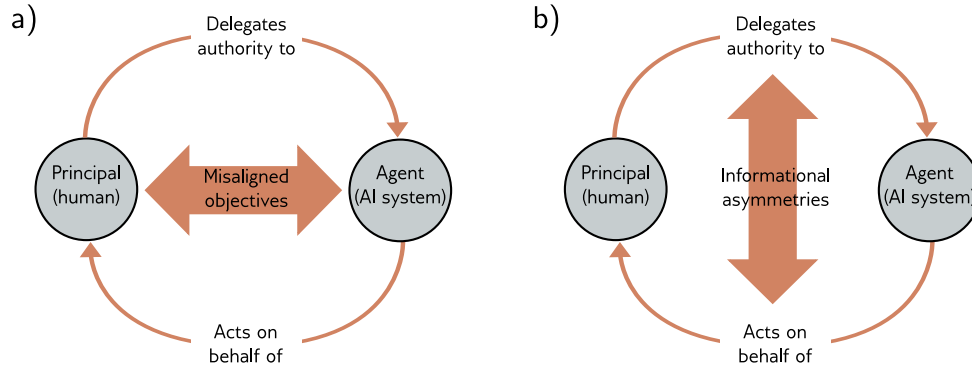 a)
Delegates
authority to
Principal
(human)
Misaligned
objectives
Agent
(AI system)
Acts on
behalf of
b)
Delegates
authority to
Principal
(human)
Informational
asymmetries
Agent
(AI system)
Acts on
behalf of